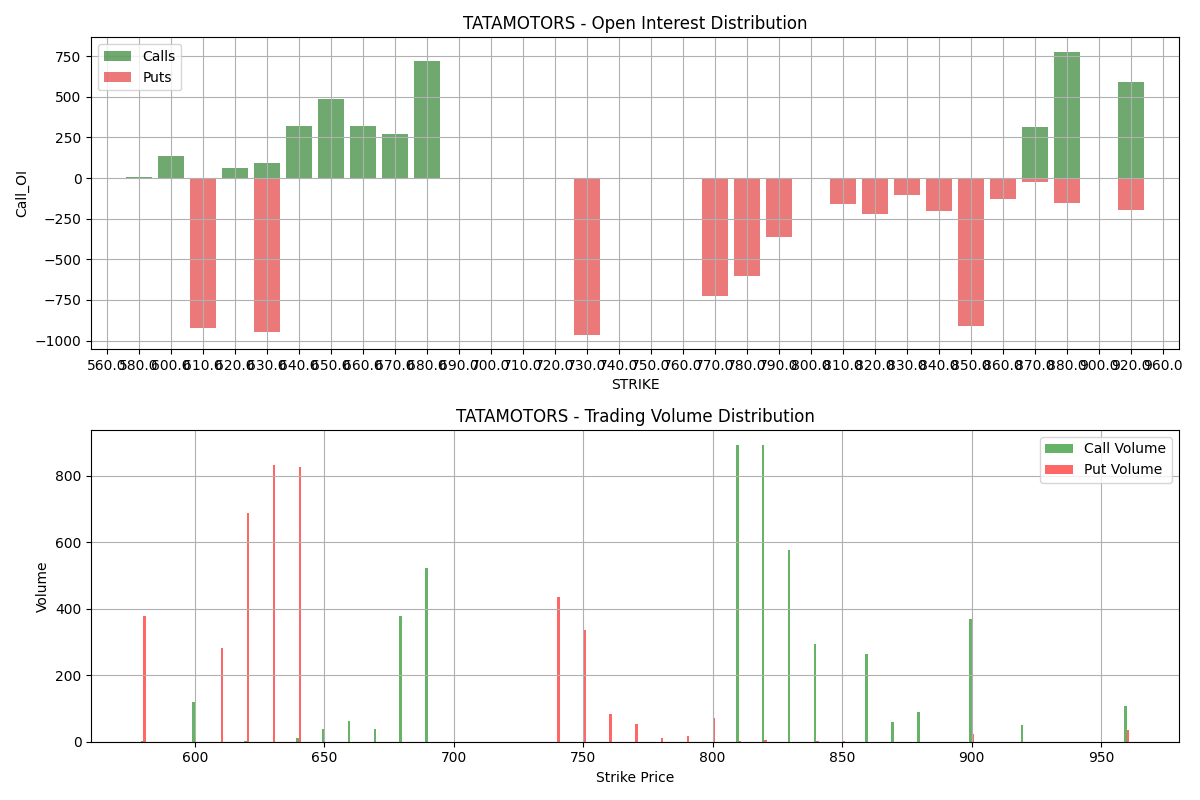 TATAMOTORS - Open Interest Distribution
Calls
Puts
Call_OI
750
500
250
0
−250
−500
−750
−1000
560.0 580.0 600.0 610.0 620.0 630.0 640.0 650.0 660.0 670.0 680.0 690.0 700.0 710.0 720.0 730.0 740.0 750.0 760.0 770.0 780.0 790.0 800.0 810.0 820.0 830.0 840.0 850.0 860.0 870.0 880.0 900.0 920.0 960.0
STRIKE
TATAMOTORS - Trading Volume Distribution
Call Volume
Put Volume
Volume
800
600
400
200
0
600 650 700 750 800 850 900 950
Strike Price